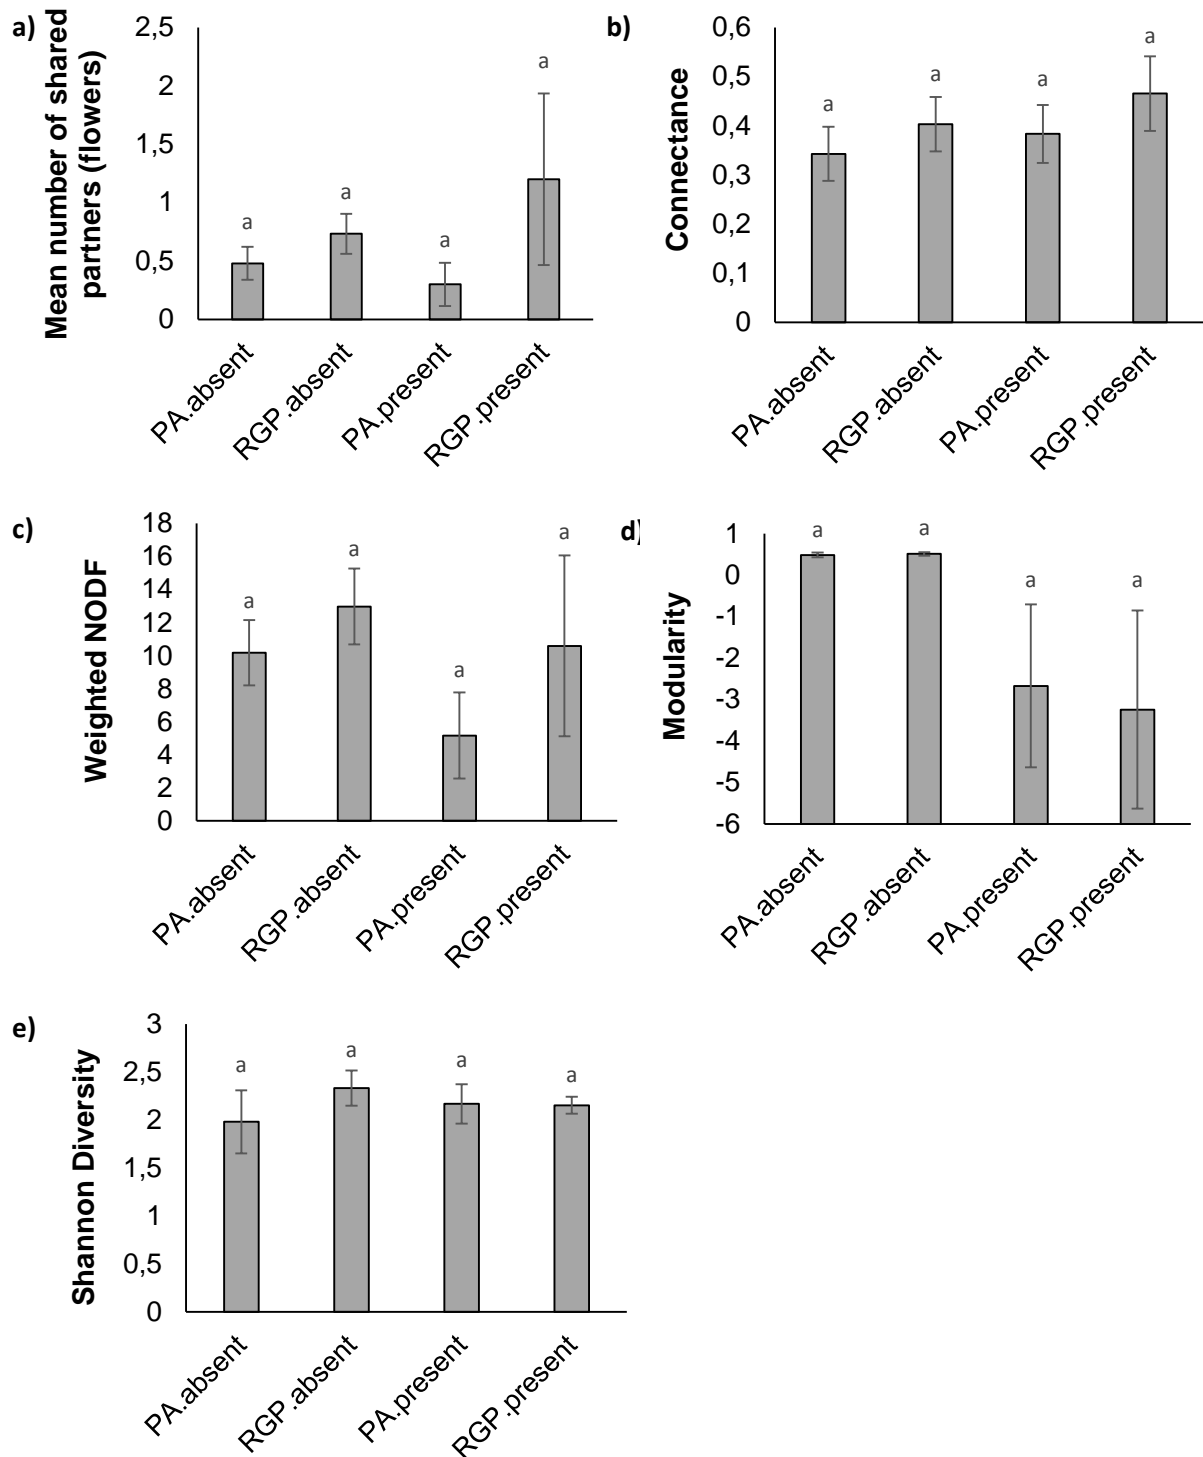 a)
Mean number of shared
partners (flowers)
2,5
2
1,5
1
0,5
0
a
a
a
a
PA.absent
RGP.absent
PA.present
RGP.present
b)
Connectance
0,6
0,5
0,4
0,3
0,2
0,1
0
a
a
a
a
PA.absent
RGP.absent
PA.present
RGP.present
c)
Weighted NODF
18
16
14
12
10
8
6
4
2
0
a
a
a
a
PA.absent
RGP.absent
PA.present
RGP.present
d)
Modularity
1
0
-1
-2
-3
-4
-5
-6
a
a
a
a
PA.absent
RGP.absent
PA.present
RGP.present
e)
Shannon Diversity
3
2,5
2
1,5
1
0,5
0
a
a
a
a
PA.absent
RGP.absent
PA.present
RGP.present